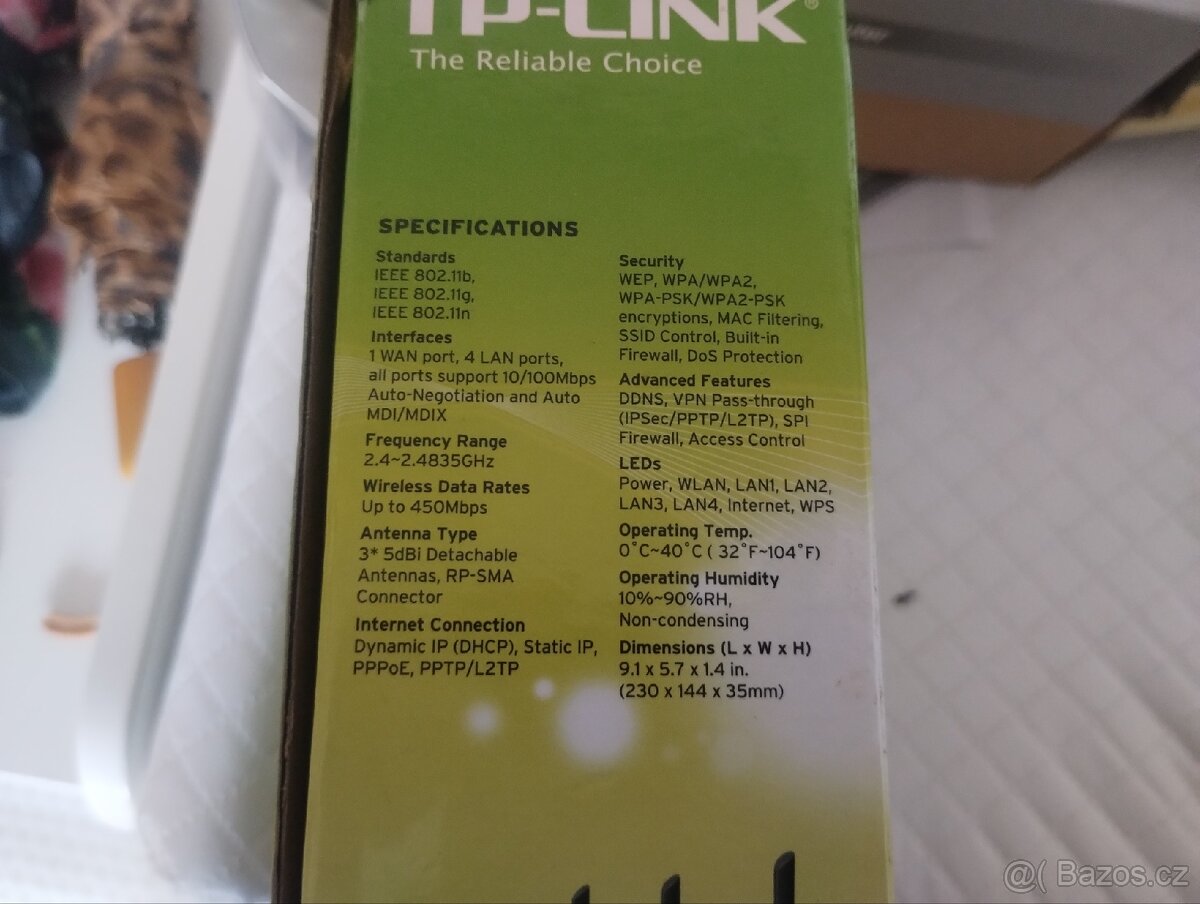 TP-LINK®
The Reliable Choice
SPECIFICATIONS
Standards
IEEE 802.11b,
IEEE 802.11g,
IEEE 802.11n
Interfaces
1 WAN port, 4 LAN ports,
all ports support 10/100Mbps
Auto-Negotiation and Auto
MDI/MDIX
Frequency Range
2.4~2.4835GHz
Wireless Data Rates
Up to 450Mbps
Antenna Type
3* 5dBi Detachable
Antennas, RP-SMA
Connector
Internet Connection
Dynamic IP (DHCP), Static IP,
PPPoE, PPTP/L2TP
Security
WEP, WPA/WPA2,
WPA-PSK/WPA2-PSK
encryptions, MAC Filtering,
SSID Control, Built-in
Firewall, DoS Protection
Advanced Features
DDNS, VPN Pass-through
(IPSec/PPTP/L2TP), SPI
Firewall, Access Control
LEDs
Power, WLAN, LAN1, LAN2,
LAN3, LAN4, Internet, WPS
Operating Temp.
0°C~40°C ( 32°F~104°F)
Operating Humidity
10%~90%RH,
Non-condensing
Dimensions (L x W x H)
9.1 x 5.7 x 1.4 in.
(230 x 144 x 35mm)
@( Bazos.cz